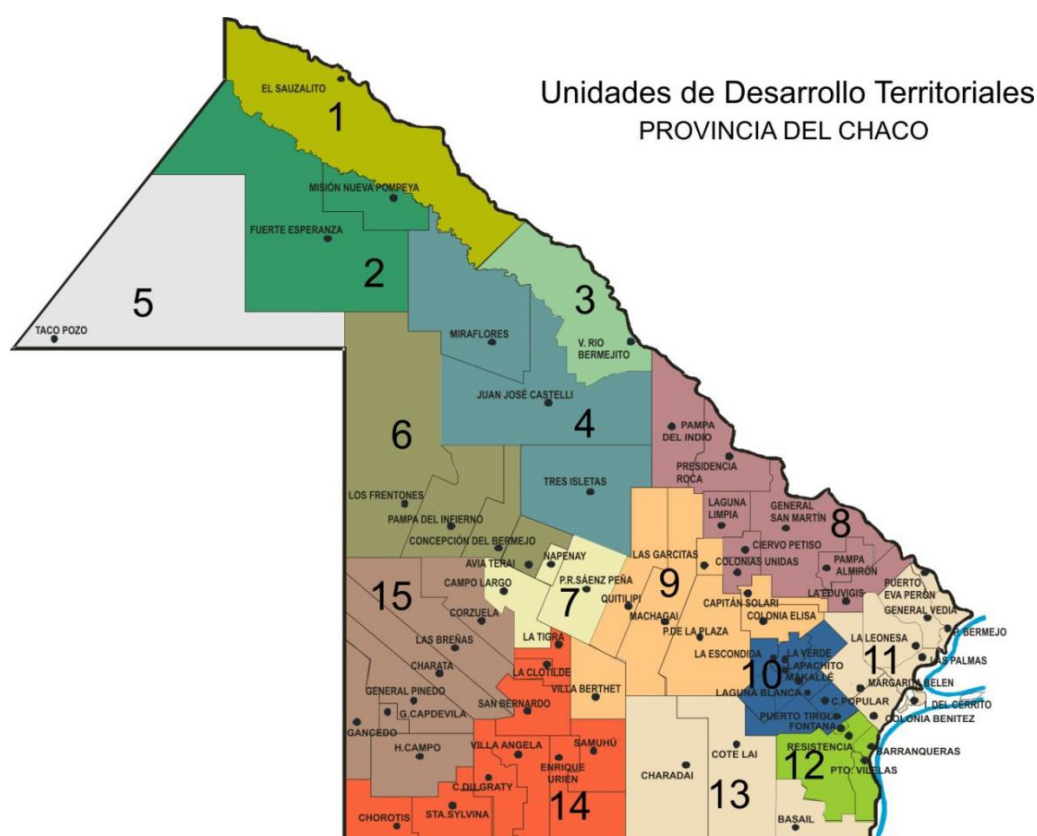 Unidades de Desarrollo Territoriales
PROVINCIA DEL CHACO
EL SAUZALITO
1
MISIÓN NUEVA POMPEYA
FUERTE ESPERANZA
2
3
5
TACO POZO
MIRAFLORES
V. RIO
BERMEJITO
JUAN JOSÉ CASTELLI
4
6
PAMPA
DEL INDIO
PRESIDENCIA
ROCA
TRES ISLETAS
LOS FRENTONES
LAGUNA
LIMPIA
GENERAL
SAN MARTÍN
8
PAMPA DEL INFIERNO
CONCEPCIÓN DEL BERMEJO
CIERVO PETISO
AVIA TERAI
NAPENAY
LAS GARCITAS
COLONIAS UNIDAS
PAMPA
ALMIRÓN
15
CAMPO LARGO
P.R.SÁENZ PEÑA
9
PUERTO
EVA PERÓN
7
QUITILIPI
CAPITÁN SOLARI
LA EDUVIGIS
GENERAL VEDIA
CORZUELA
MACHAGAI
COLONIA ELISA
P. BERMEJO
LAS BREÑAS
LA TIGRA
P.DE LA PLAZA
LA LEONESA
LA ESCONDIDA
LA VERDE
11
LAS PALMAS
CHARATA
LA CLOTILDE
10
LAPACHITO
MAKALLÉ
MARGARITA BELEN
GENERAL PINEDO
VILLA BERTHET
LAGUNA BLANCA
C.POPULAR
I. DEL CERRITO
G.CAPDEVILA
SAN BERNARDO
PUERTO TIROL
COLONIA BENITEZ
GANCEDO
FONTANA
H.CAMPO
VILLA ANGELA
SAMUHÚ
COTE LAI
RESISTENCIA
BARRANQUERAS
ENRIQUE
URIÉN
CHARADAI
12
PTO. VILELAS
C.DILGRATY
14
13
STA.SYLVINA
CHOROTIS
BASAIL